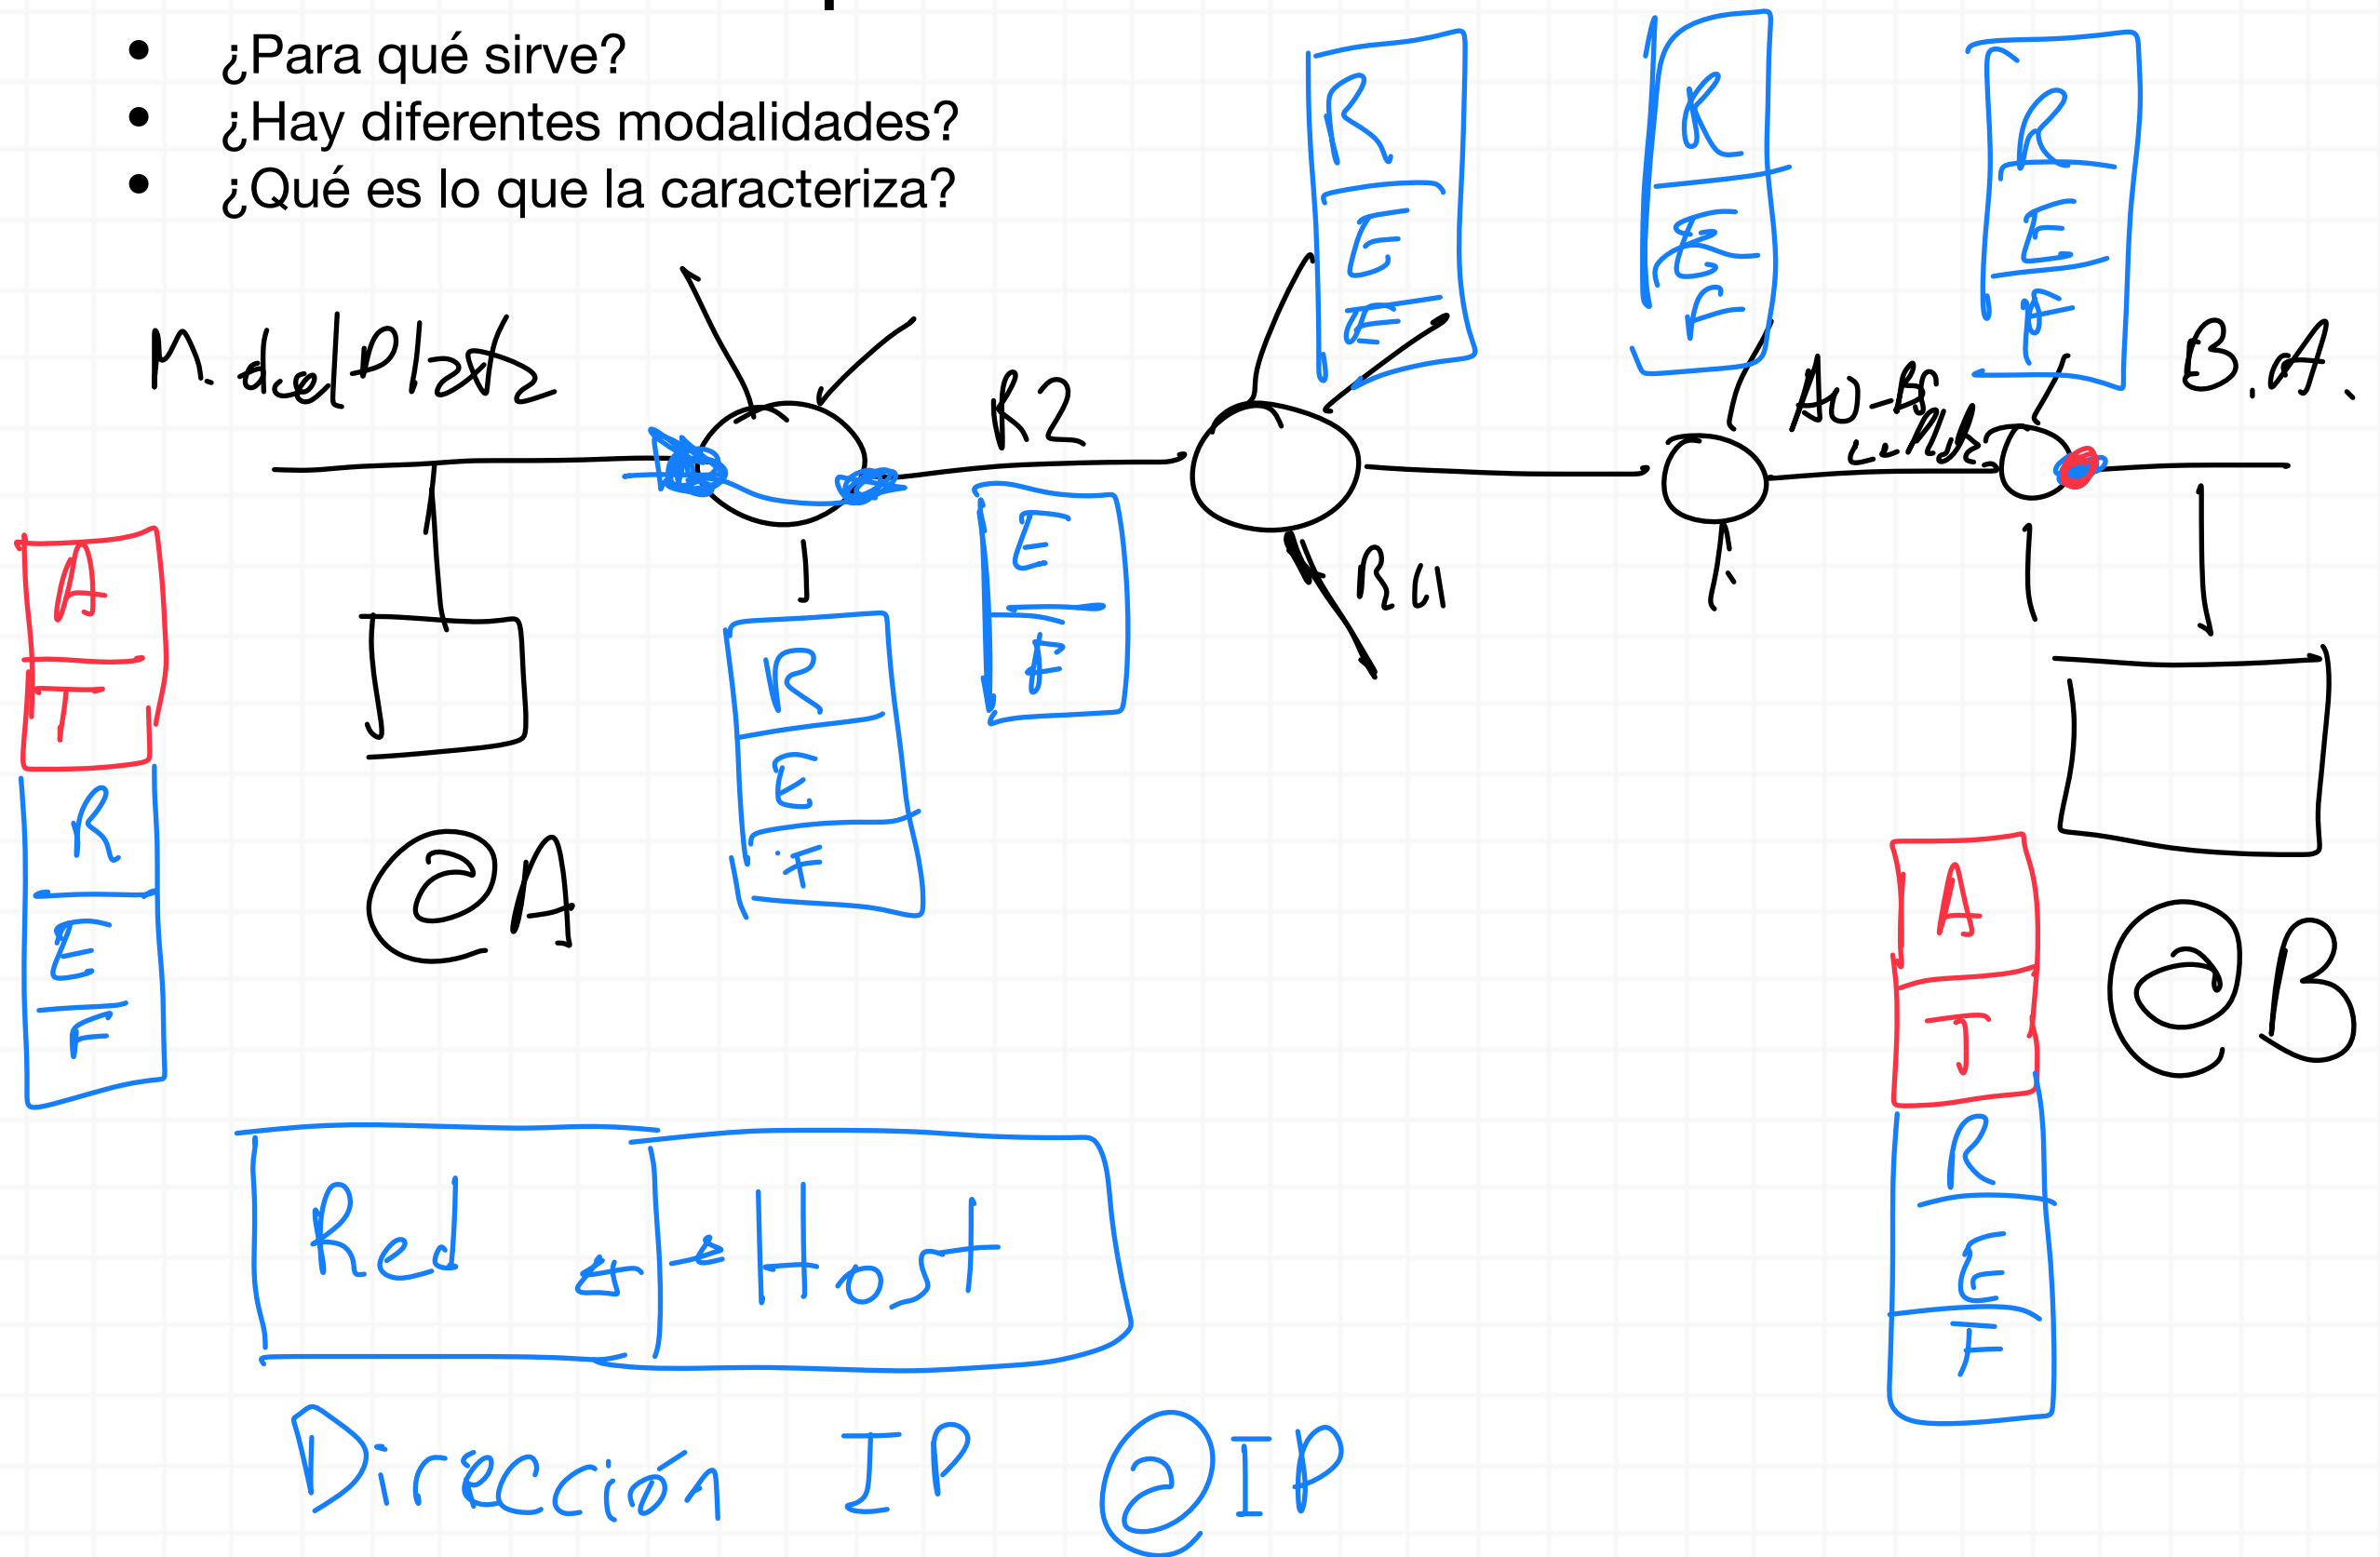 • ¿Para qué sirve?
• ¿Hay diferentes modalidades?
• ¿Qué es lo que la caracteriza?
R
E
F
R
E
F
R
E
F
M. del Plata
R2
B.A.
R.11
A
T
R
E
F
@A
R
E
F
E
F
A
T
R
E
F
@B
Red
Host
Dirección IP @IP